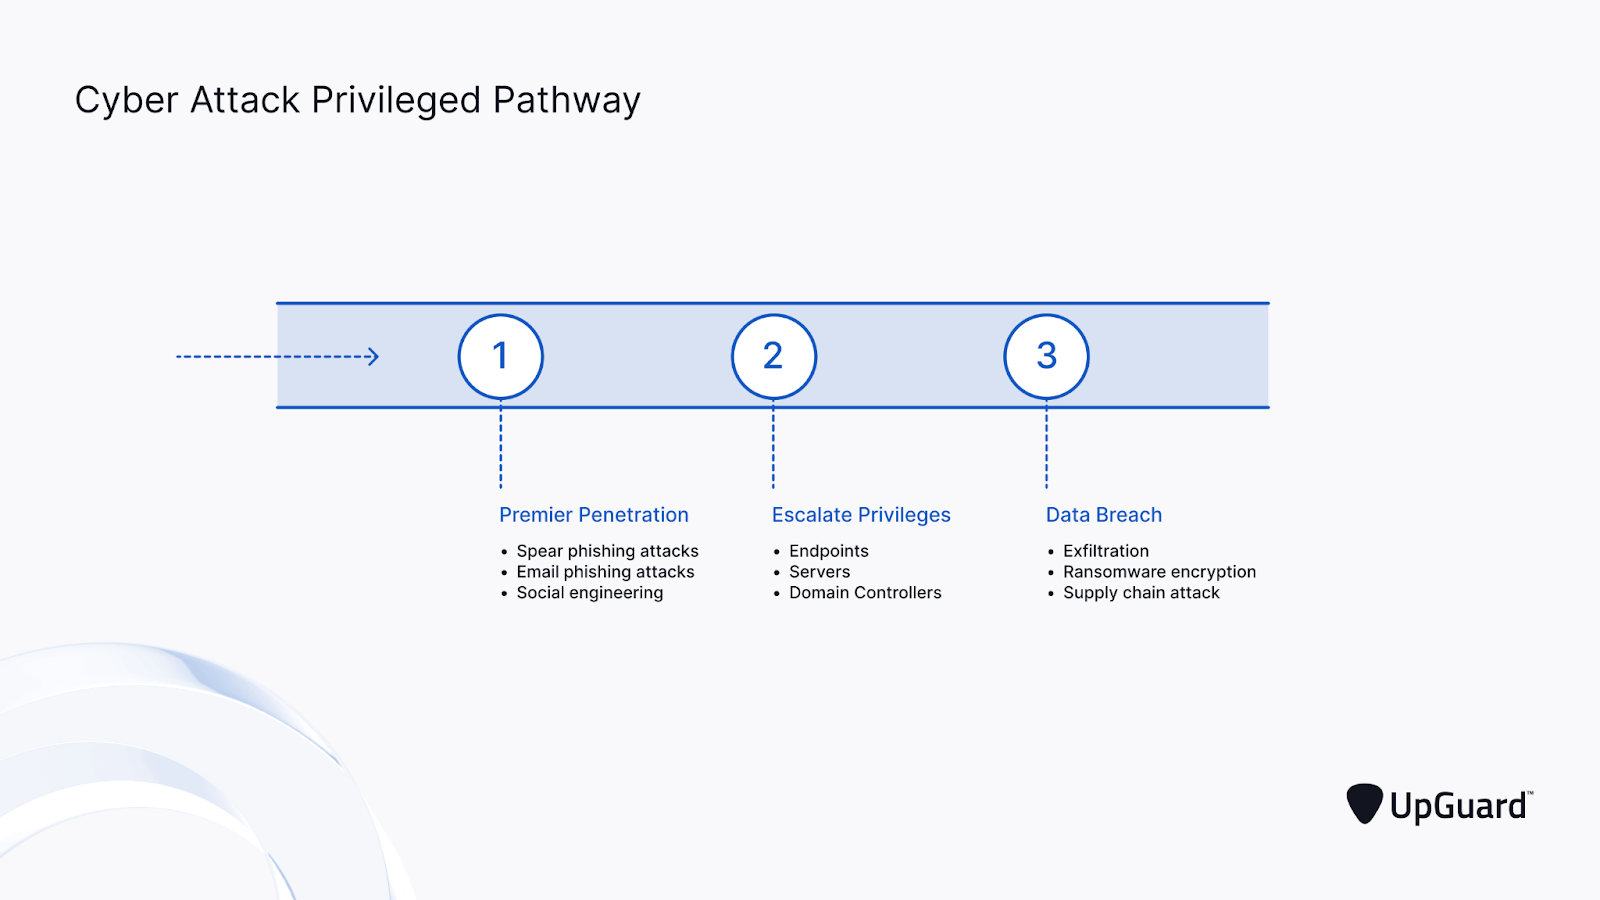 Cyber Attack Privileged Pathway
1
2
3
Premier Penetration
• Spear phishing attacks
• Email phishing attacks
• Social engineering
Escalate Privileges
• Endpoints
• Servers
• Domain Controllers
Data Breach
• Exfiltration
• Ransomware encryption
• Supply chain attack
UpGuard™